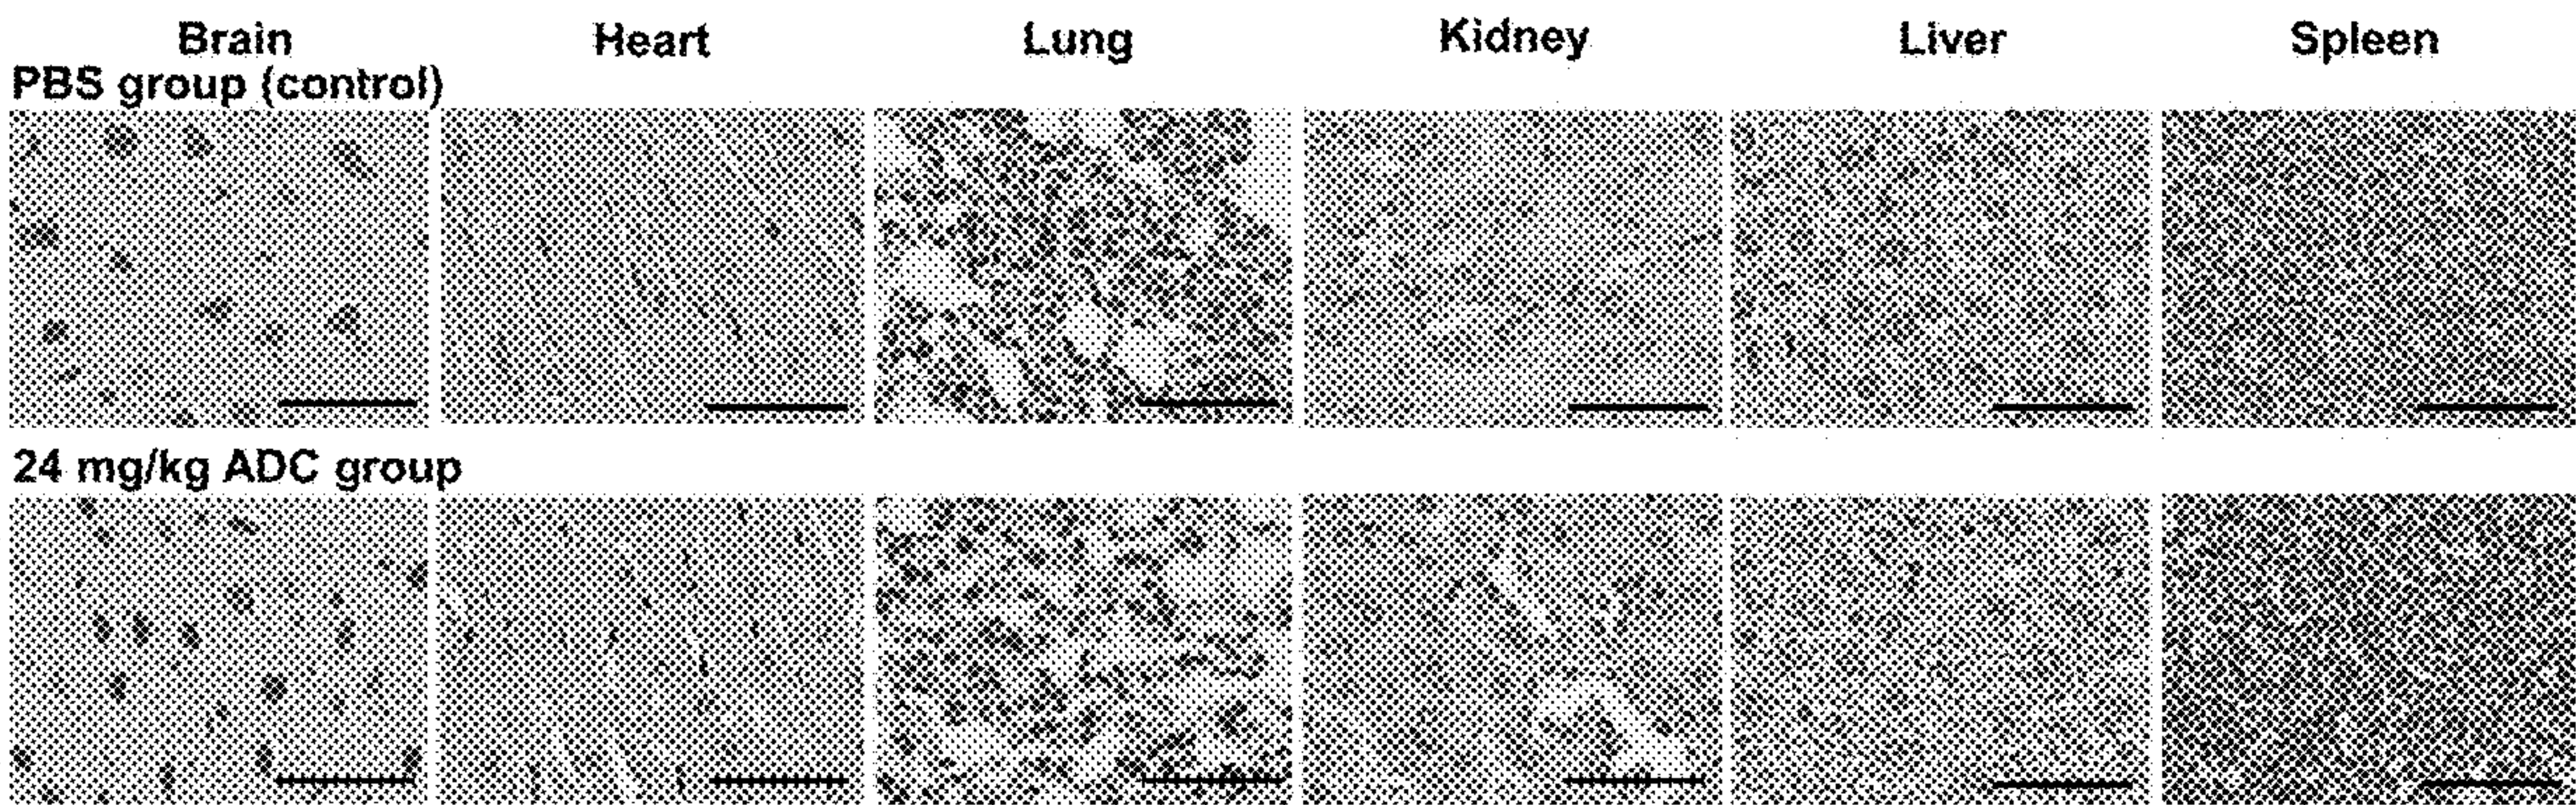 Brain Heart Lung Kidney Liver Spleen
PBS group (control)
24 mg/kg ADC group